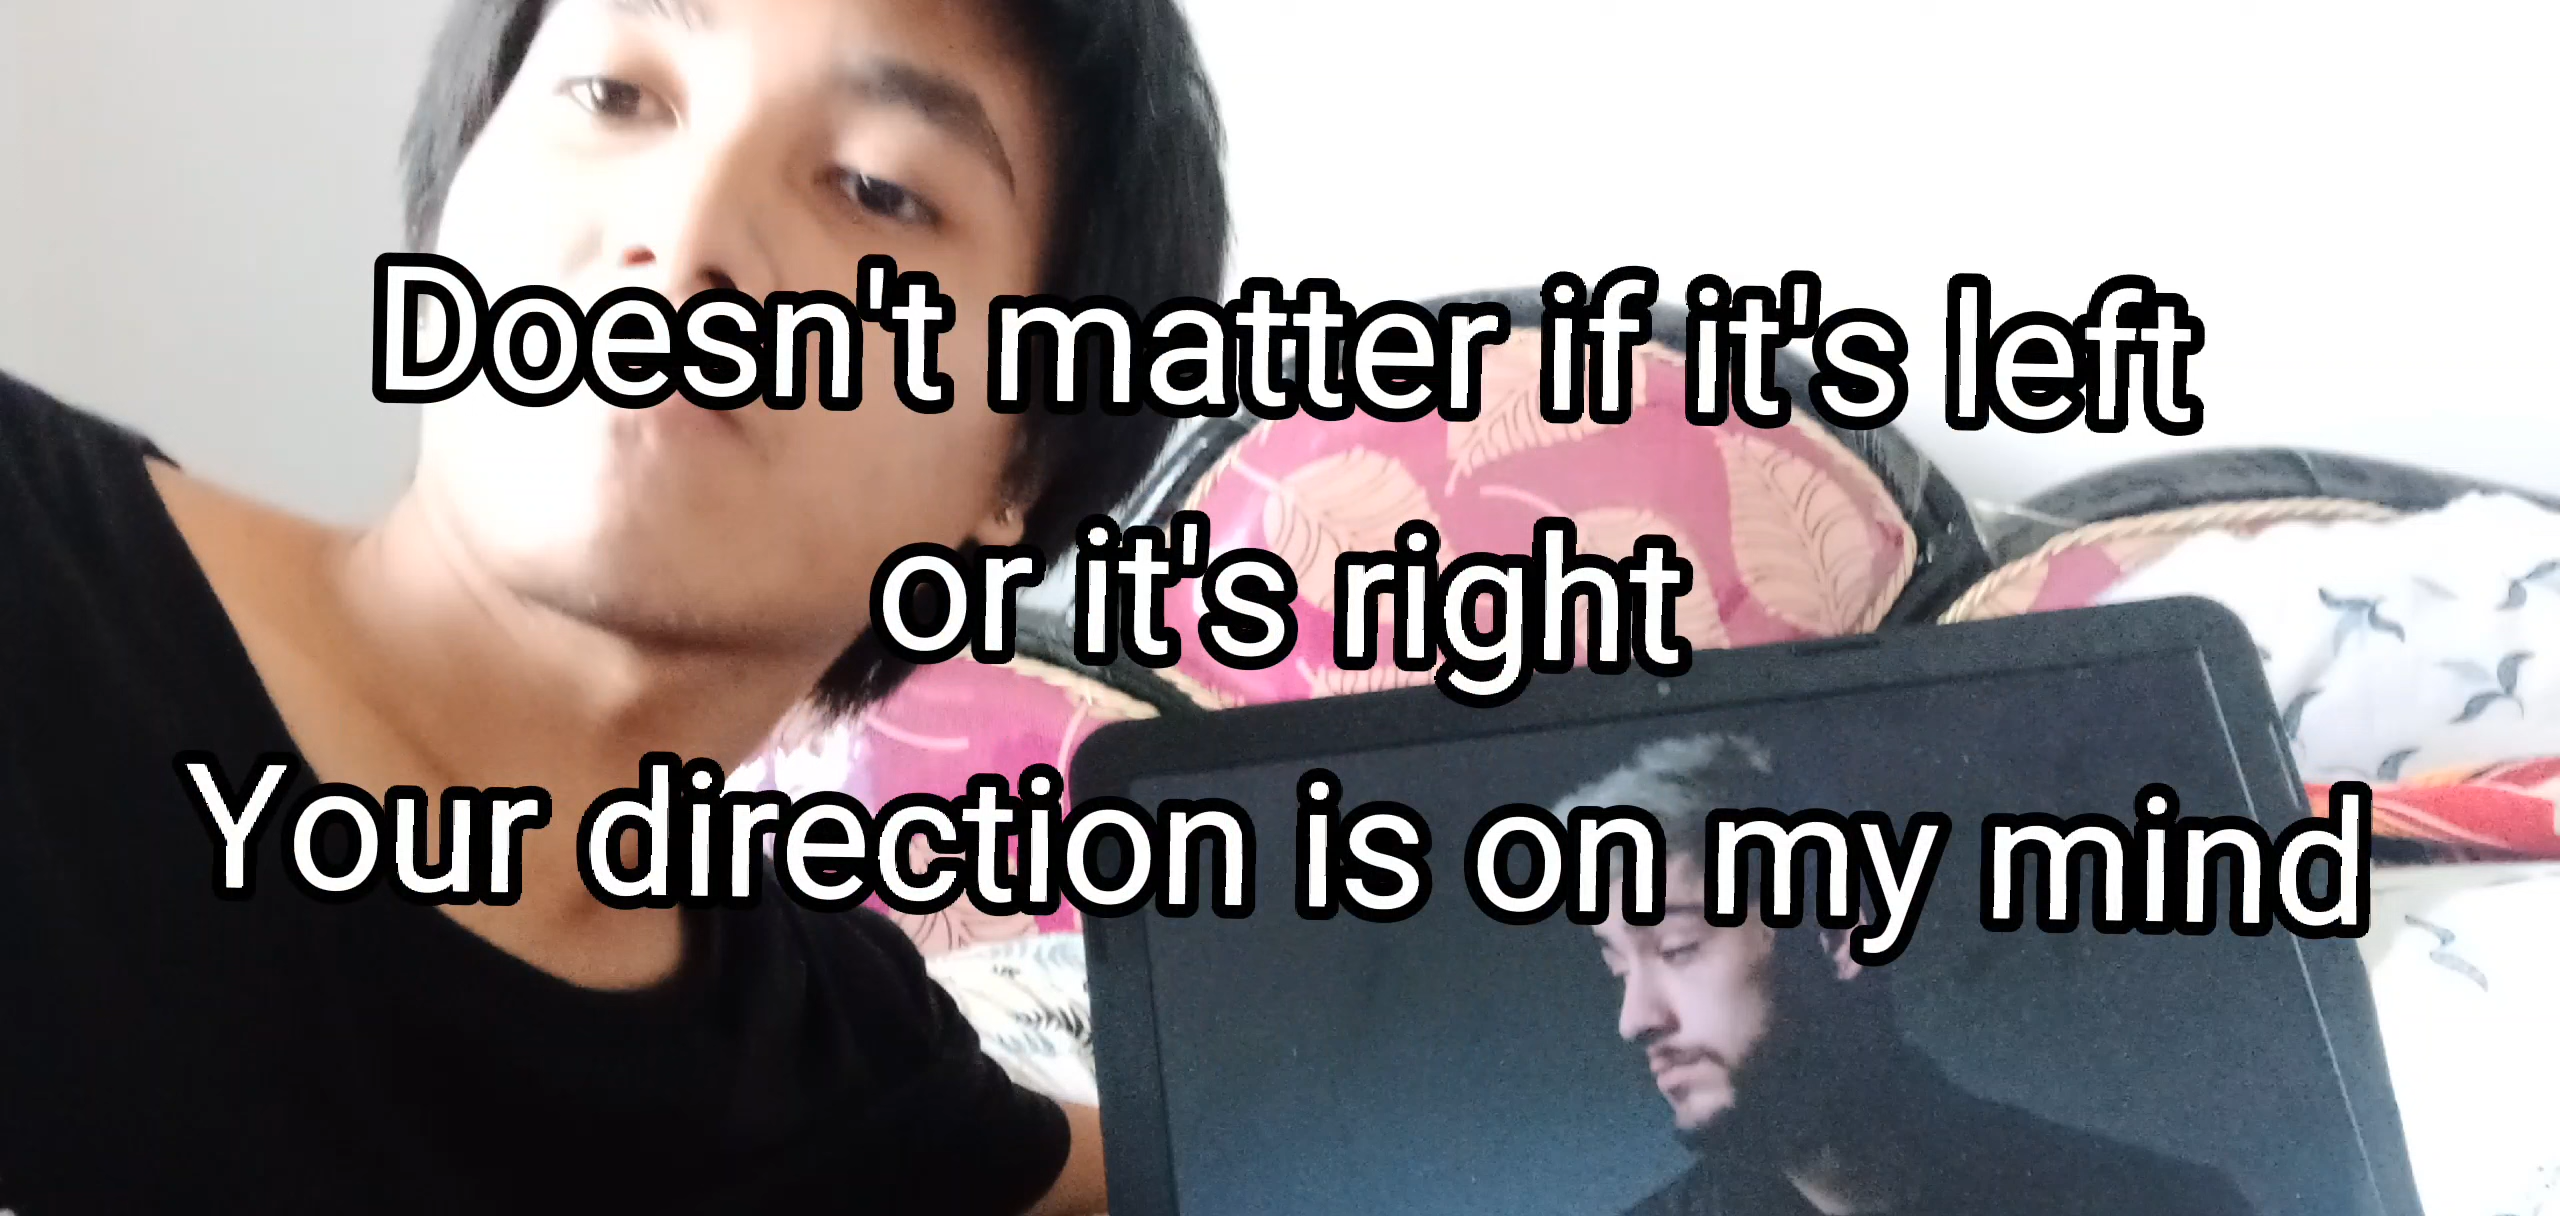 Doesn't matter if it's left
or it's right
Your direction is on my mind